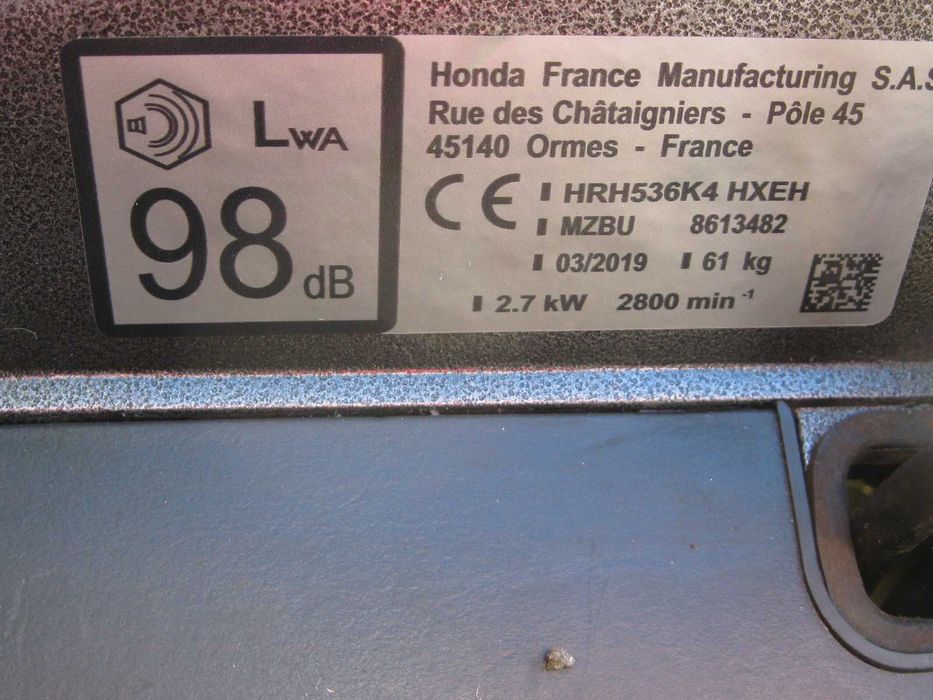 LWA
98 dB
Honda France Manufacturing S.A.S
Rue des Châtaigniers - Pôle 45
45140 Ormes - France
CE HRH536K4 HXEH
MZBU 8613482
03/2019 61 kg
2.7 kW 2800 min⁻¹